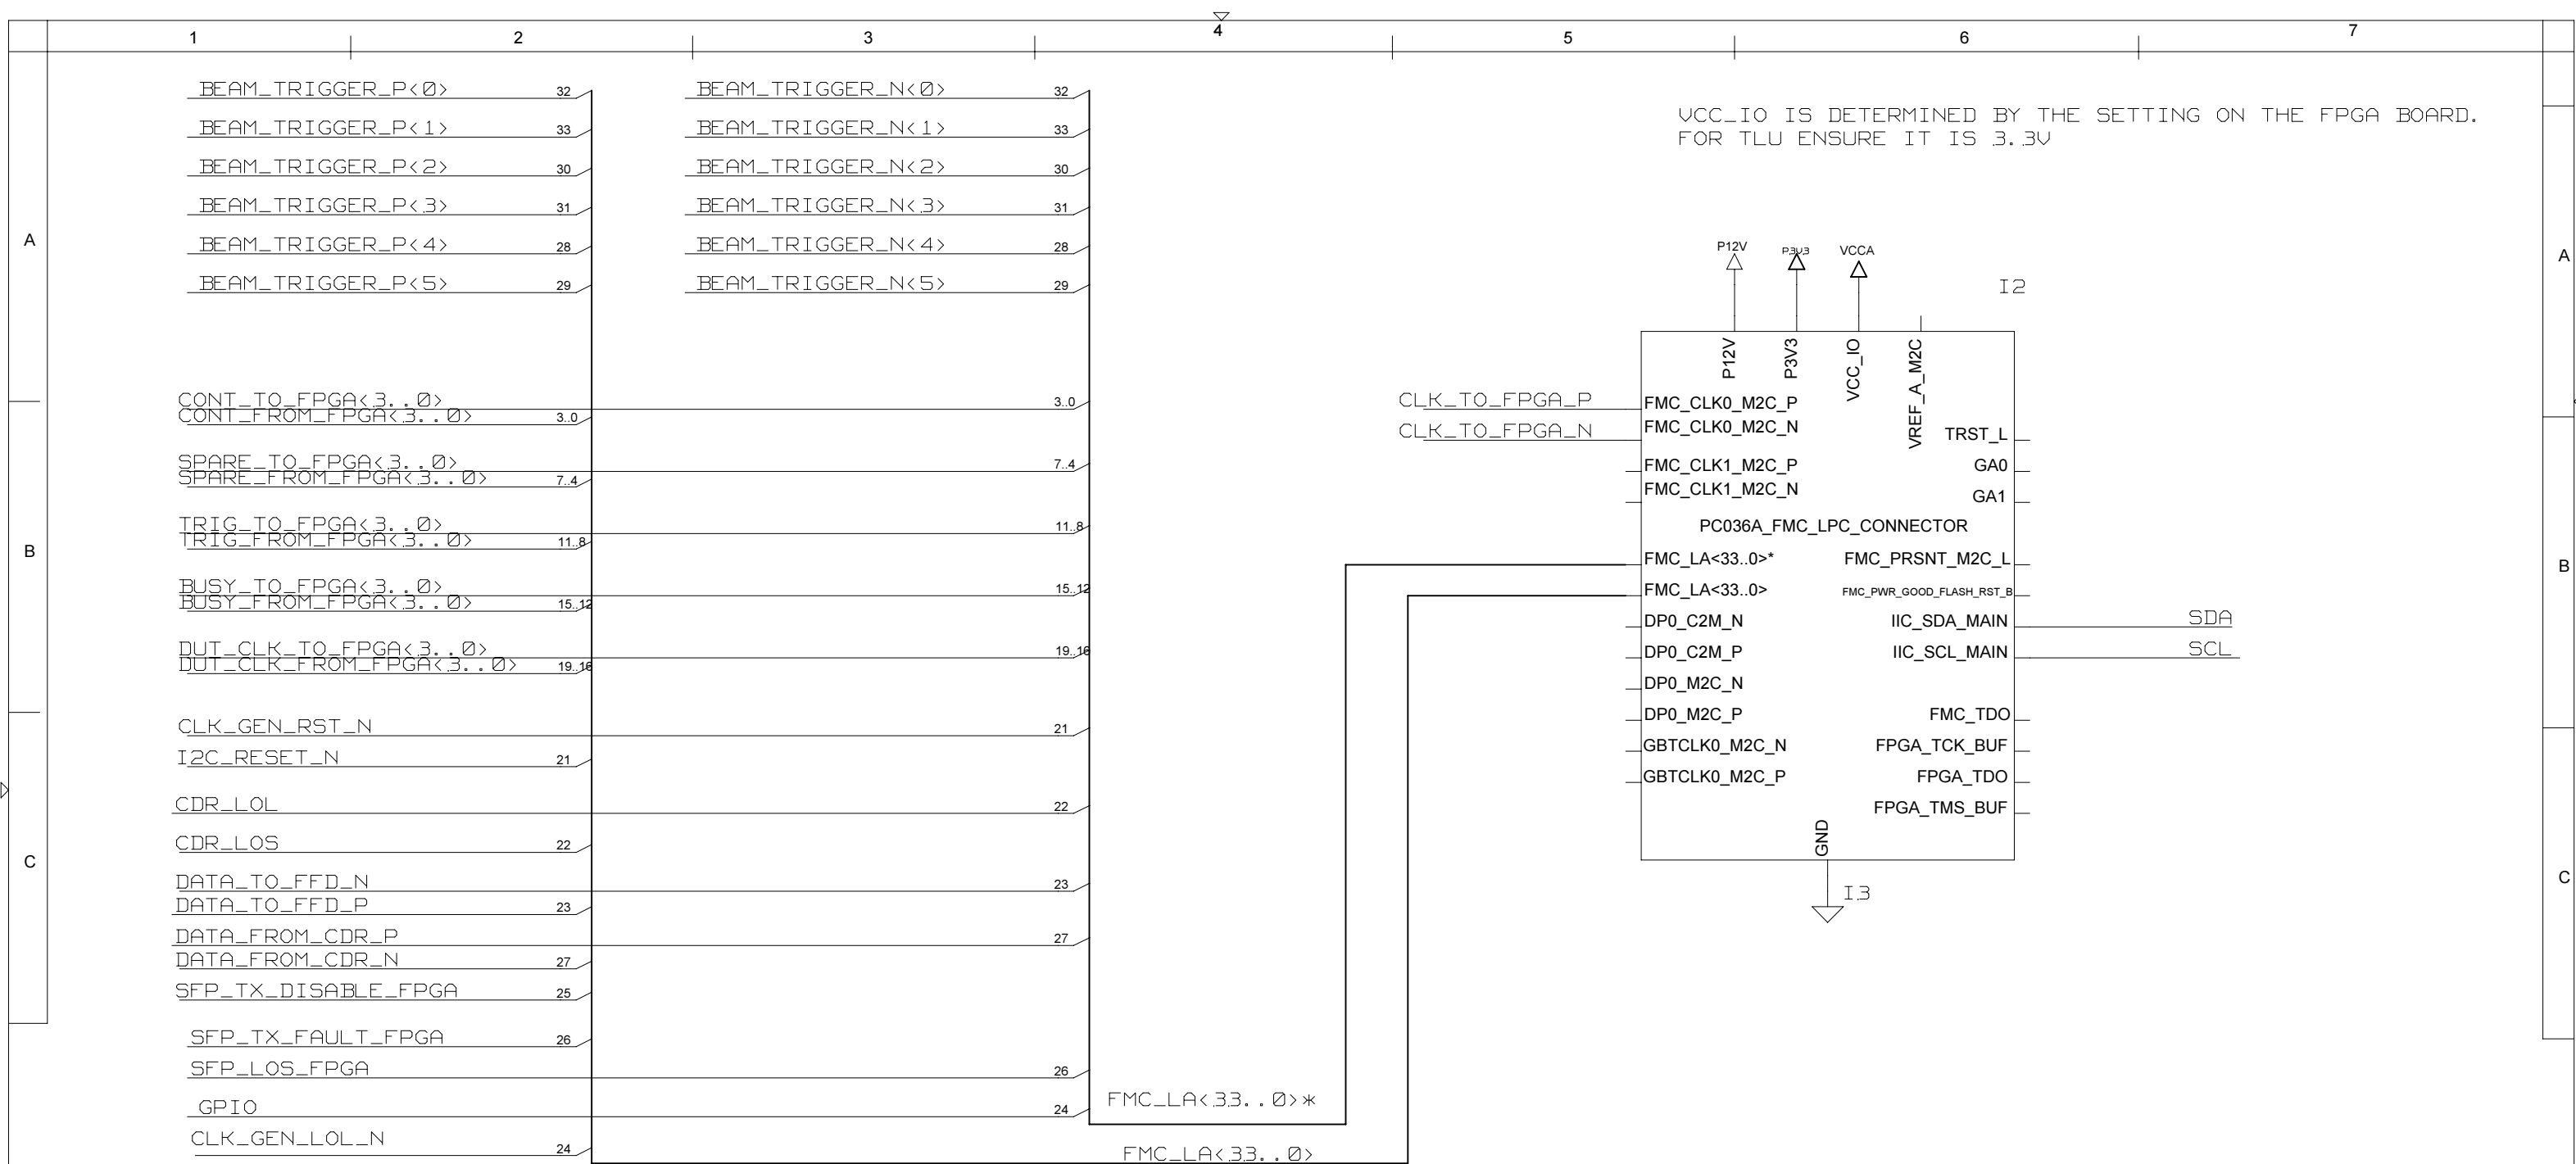 1 2 3 4 5 6 7
BEAM_TRIGGER_P<0> 32 BEAM_TRIGGER_N<0> 32
VCC_IO IS DETERMINED BY THE SETTING ON THE FPGA BOARD.
BEAM_TRIGGER_P<1> 33 BEAM_TRIGGER_N<1> 33
FOR TLU ENSURE IT IS 3.3V
BEAM_TRIGGER_P<2> 30 BEAM_TRIGGER_N<2> 30
BEAM_TRIGGER_P<3> 31 BEAM_TRIGGER_N<3> 31
A A
BEAM_TRIGGER_P<4> 28 BEAM_TRIGGER_N<4> 28
BEAM_TRIGGER_P<5> 29 BEAM_TRIGGER_N<5> 29
P12V P3V3 VCCA
I2
P12V P3V3 VCC_IO VREF_A_M2C
CONT_TO_FPGA<3..0> 3..0
CONT_FROM_FPGA<3..0> 3..0
CLK_TO_FPGA_P FMC_CLK0_M2C_P
CLK_TO_FPGA_N FMC_CLK0_M2C_N
TRST_L
SPARE_TO_FPGA<3..0> 7..4
SPARE_FROM_FPGA<3..0> 7..4
FMC_CLK1_M2C_P GA0
FMC_CLK1_M2C_N GA1
TRIG_TO_FPGA<3..0> 11..8
TRIG_FROM_FPGA<3..0> 11..8
PC036A_FMC_LPC_CONNECTOR
B B
FMC_LA<33..0>* FMC_PRSNT_M2C_L
BUSY_TO_FPGA<3..0> 15..12
BUSY_FROM_FPGA<3..0> 15..12
FMC_LA<33..0> FMC_PWR_GOOD_FLASH_RST_B
DP0_C2M_N IIC_SDA_MAIN SDA
DUT_CLK_TO_FPGA<3..0> 19..16
DUT_CLK_FROM_FPGA<3..0> 19..16
DP0_C2M_P IIC_SCL_MAIN SCL
DP0_M2C_N
DP0_M2C_P FMC_TDO
CLK_GEN_RST_N 21
GBTCLK0_M2C_N FPGA_TCK_BUF
I2C_RESET_N 21
GBTCLK0_M2C_P FPGA_TDO
CDR_LOL 22
FPGA_TMS_BUF
GND
CDR_LOS 22
C C
DATA_TO_FFD_N 23
I3
DATA_TO_FFD_P 23
DATA_FROM_CDR_P 27
DATA_FROM_CDR_N 27
SFP_TX_DISABLE_FPGA 25
SFP_TX_FAULT_FPGA 26
SFP_LOS_FPGA 26
GPIO 24
FMC_LA<33..0>*
CLK_GEN_LOL_N 24
FMC_LA<33..0>